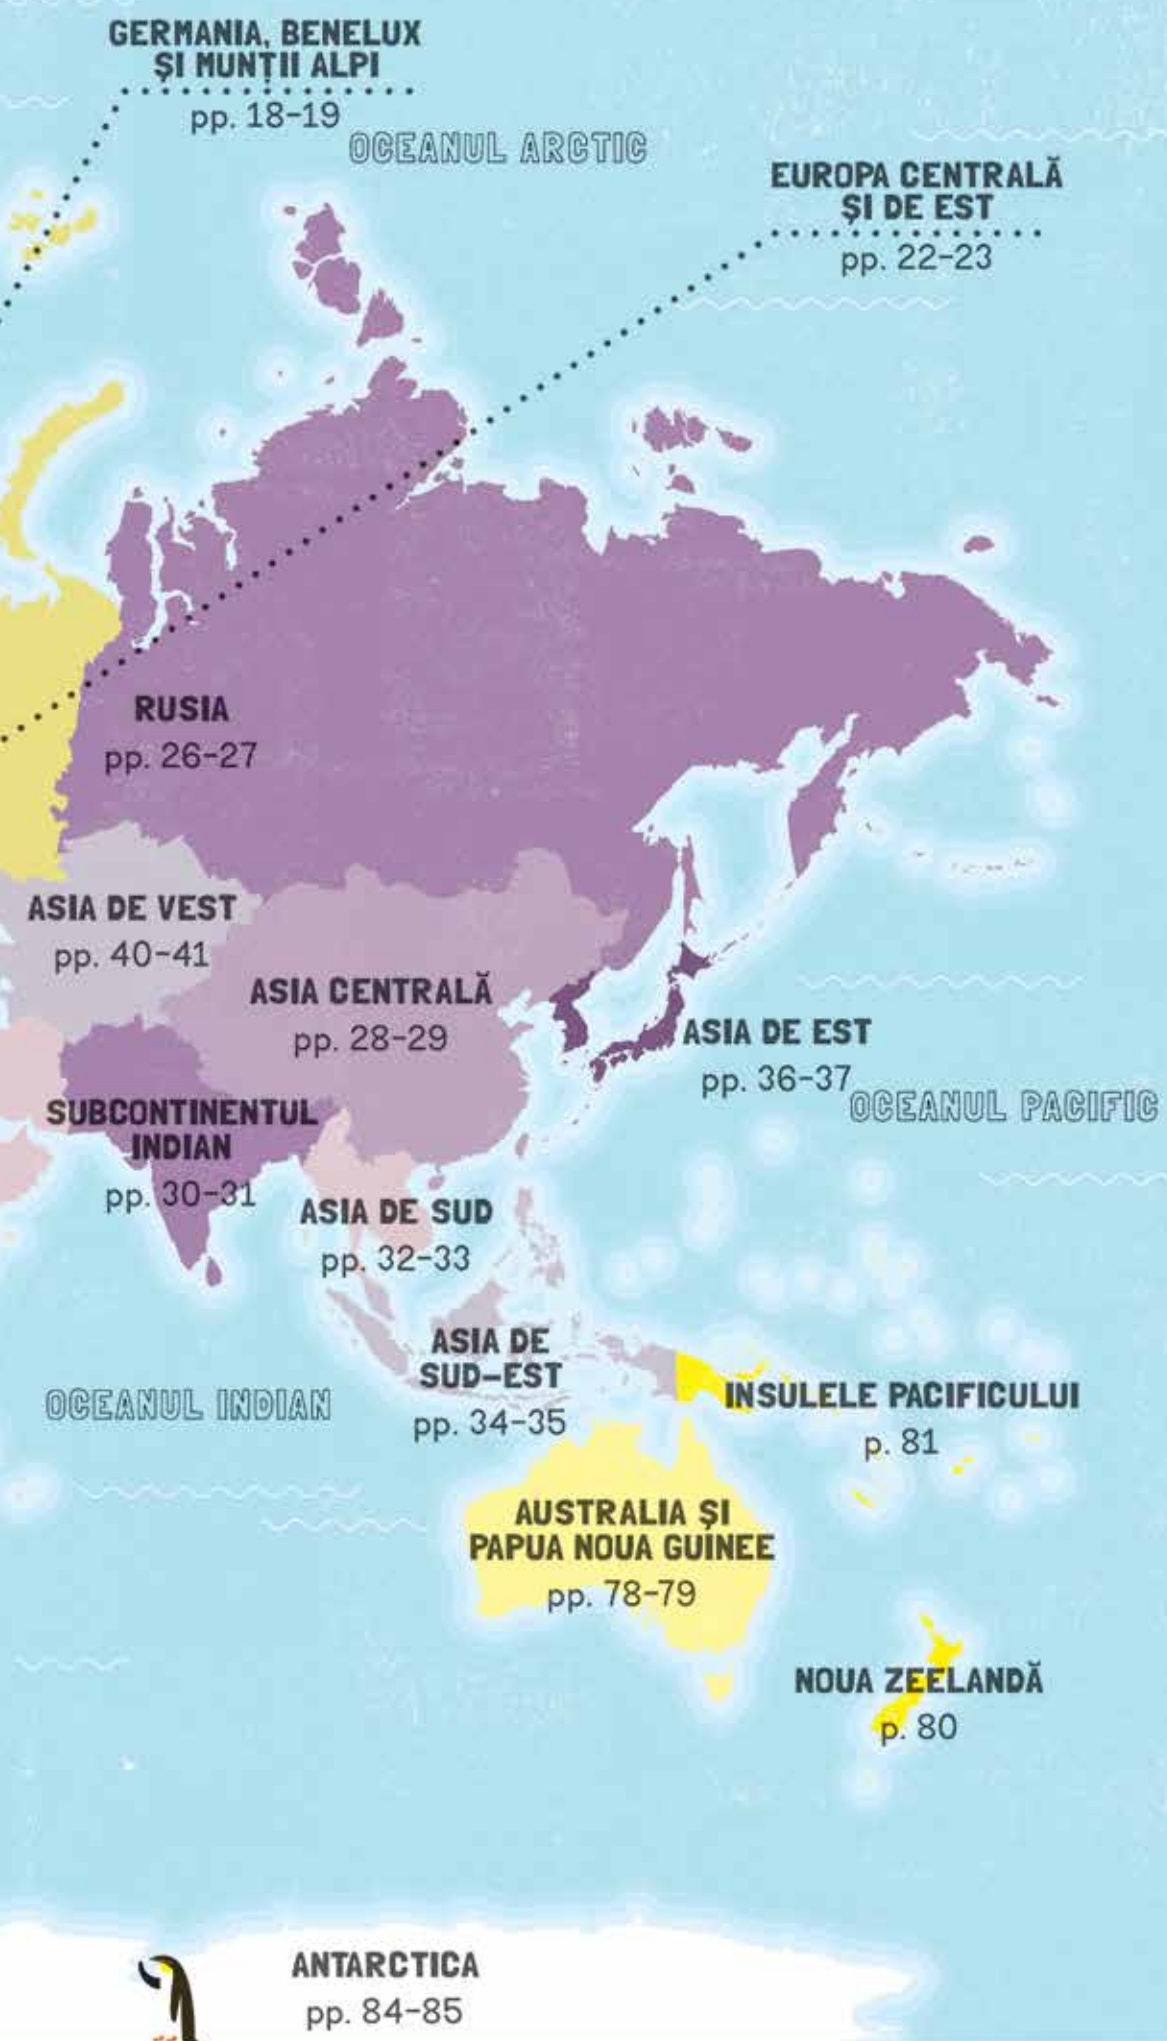 GERMANIA, BENELUX
ȘI MUNȚII ALPI
pp. 18-19
OCEANUL ARCTIC
EUROPA CENTRALĂ
ȘI DE EST
pp. 22-23
RUSIA
pp. 26-27
ASIA DE VEST
pp. 40-41
ASIA CENTRALĂ
pp. 28-29
ASIA DE EST
pp. 36-37
OCEANUL PACIFIC
SUBCONTINENTUL
INDIAN
pp. 30-31
ASIA DE SUD
pp. 32-33
ASIA DE
SUD-EST
pp. 34-35
OCEANUL INDIAN
INSULELE PACIFICULUI
p. 81
AUSTRALIA ȘI
PAPUA NOUA GUINEE
pp. 78-79
NOUA ZEELANDĂ
p. 80
ANTARCTICA
pp. 84-85